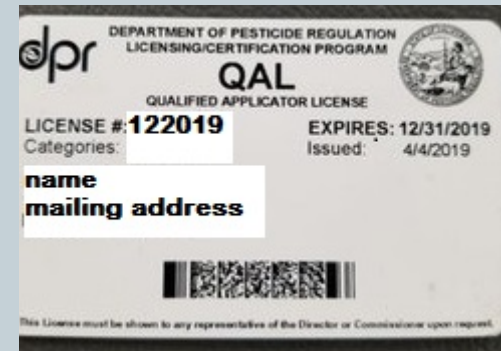 dpr
DEPARTMENT OF PESTICIDE REGULATION
LICENSING/CERTIFICATION PROGRAM
QAL
QUALIFIED APPLICATOR LICENSE
LICENSE #:122019 EXPIRES: 12/31/2019
Categories: Issued: 4/4/2019
name
mailing address
This License must be shown to any representative of the Director or Commissioner upon request.